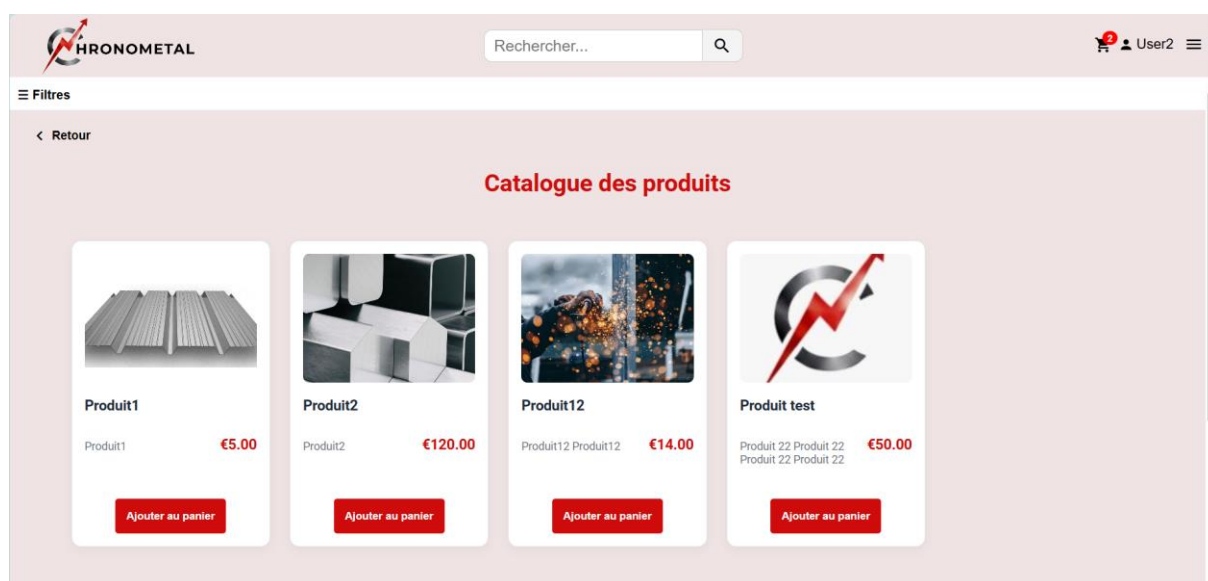 HRONOMETAL
Rechercher...
2
User2
Filtres
Retour
Catalogue des produits
Produit1
Produit1 €5.00
Ajouter au panier
Produit2
Produit2 €120.00
Ajouter au panier
Produit12
Produit12 Produit12 €14.00
Ajouter au panier
Produit test
Produit 22 Produit 22 €50.00
Produit 22 Produit 22
Ajouter au panier